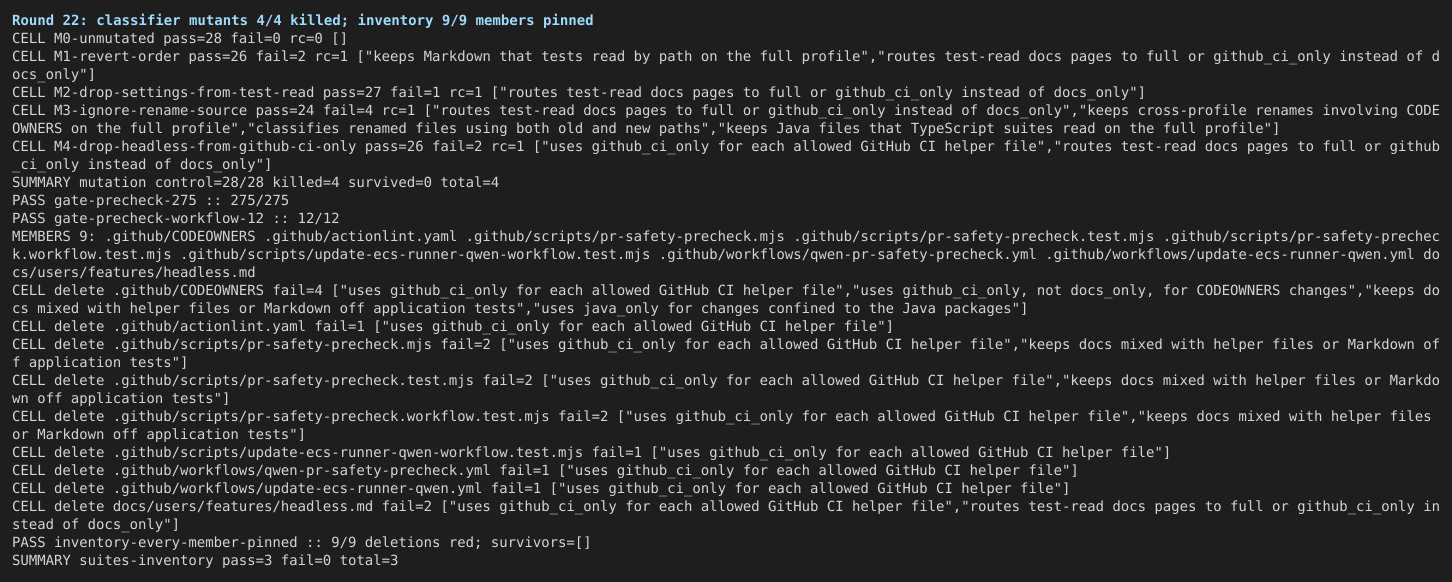 Round 22: classifier mutants 4/4 killed; inventory 9/9 members pinned
CELL M0-unmutated pass=28 fail=0 rc=0 []
CELL M1-revert-order pass=26 fail=2 rc=1 ["keeps Markdown that tests read by path on the full profile","routes test-read docs pages to full or github_ci_only instead of d
ocs_only"]
CELL M2-drop-settings-from-test-read pass=27 fail=1 rc=1 ["routes test-read docs pages to full or github_ci_only instead of docs_only"]
CELL M3-ignore-rename-source pass=24 fail=4 rc=1 ["routes test-read docs pages to full or github_ci_only instead of docs_only","keeps cross-profile renames involving CODE
OWNERS on the full profile","classifies renamed files using both old and new paths","keeps Java files that TypeScript suites read on the full profile"]
CELL M4-drop-headless-from-github-ci-only pass=26 fail=2 rc=1 ["uses github_ci_only for each allowed GitHub CI helper file","routes test-read docs pages to full or github
_ci_only instead of docs_only"]
SUMMARY mutation control=28/28 killed=4 survived=0 total=4
PASS gate-precheck-275 :: 275/275
PASS gate-precheck-workflow-12 :: 12/12
MEMBERS 9: .github/CODEOWNERS .github/actionlint.yaml .github/scripts/pr-safety-precheck.mjs .github/scripts/pr-safety-precheck.test.mjs .github/scripts/pr-safety-prechec
k.workflow.test.mjs .github/scripts/update-ecs-runner-qwen-workflow.test.mjs .github/workflows/qwen-pr-safety-precheck.yml .github/workflows/update-ecs-runner-qwen.yml do
cs/users/features/headless.md
CELL delete .github/CODEOWNERS fail=4 ["uses github_ci_only for each allowed GitHub CI helper file","uses github_ci_only, not docs_only, for CODEOWNERS changes","keeps do
cs mixed with helper files or Markdown off application tests","uses java_only for changes confined to the Java packages"]
CELL delete .github/actionlint.yaml fail=1 ["uses github_ci_only for each allowed GitHub CI helper file"]
CELL delete .github/scripts/pr-safety-precheck.mjs fail=2 ["uses github_ci_only for each allowed GitHub CI helper file","keeps docs mixed with helper files or Markdown of
f application tests"]
CELL delete .github/scripts/pr-safety-precheck.test.mjs fail=2 ["uses github_ci_only for each allowed GitHub CI helper file","keeps docs mixed with helper files or Markdo
wn off application tests"]
CELL delete .github/scripts/pr-safety-precheck.workflow.test.mjs fail=2 ["uses github_ci_only for each allowed GitHub CI helper file","keeps docs mixed with helper files
or Markdown off application tests"]
CELL delete .github/scripts/update-ecs-runner-qwen-workflow.test.mjs fail=1 ["uses github_ci_only for each allowed GitHub CI helper file"]
CELL delete .github/workflows/qwen-pr-safety-precheck.yml fail=1 ["uses github_ci_only for each allowed GitHub CI helper file"]
CELL delete .github/workflows/update-ecs-runner-qwen.yml fail=1 ["uses github_ci_only for each allowed GitHub CI helper file"]
CELL delete docs/users/features/headless.md fail=2 ["uses github_ci_only for each allowed GitHub CI helper file","routes test-read docs pages to full or github_ci_only in
stead of docs_only"]
PASS inventory-every-member-pinned :: 9/9 deletions red; survivors=[]
SUMMARY suites-inventory pass=3 fail=0 total=3